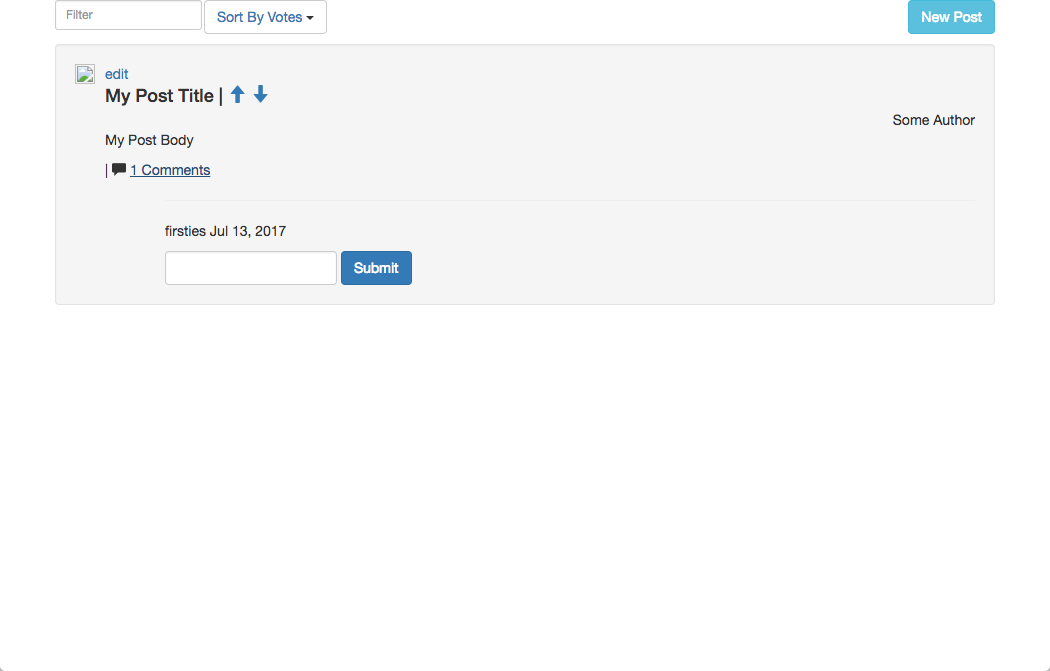 Filter Sort By Votes New Post
edit
My Post Title |
Some Author
My Post Body
| 1 Comments
firsties Jul 13, 2017
Submit